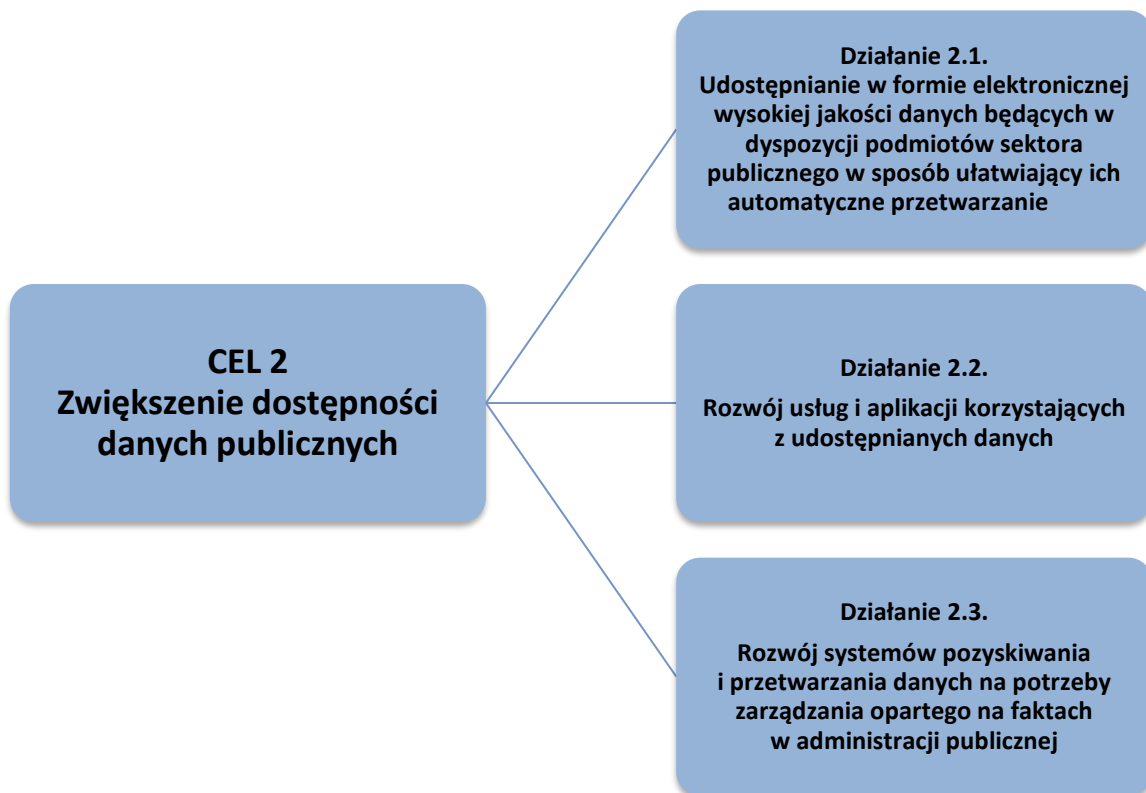 CEL 2
Zwiększenie dostępności
danych publicznych
Działanie 2.1.
Udostępnianie w formie elektronicznej
wysokiej jakości danych będących w
dyspozycji podmiotów sektora
publicznego w sposób ułatwiający ich
automatyczne przetwarzanie
Działanie 2.2.
Rozwój usług i aplikacji korzystających
z udostępnianych danych
Działanie 2.3.
Rozwój systemów pozyskiwania
i przetwarzania danych na potrzeby
zarządzania opartego na faktach
w administracji publicznej